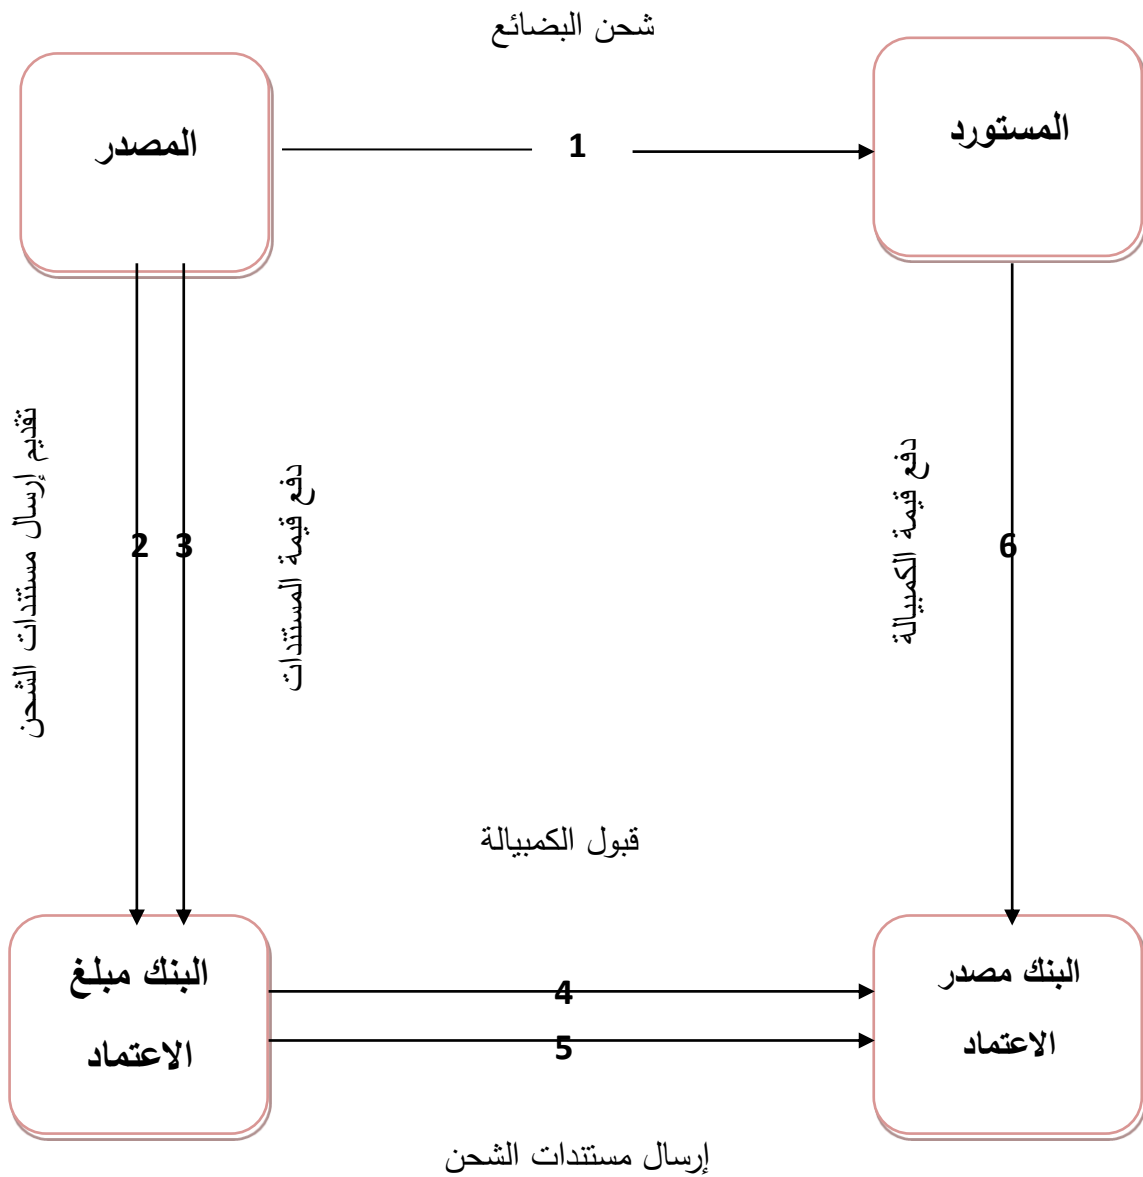 شحن البضائع
المستورد
1
المصدر
دفع قيمة الكمبيالة
6
دفع قيمة المستندات
3
2
تقديم إرسال مستندات الشحن
قبول الكمبيالة
البنك مصدر
الاعتماد
4
5
البنك مبلغ
الاعتماد
إرسال مستندات الشحن